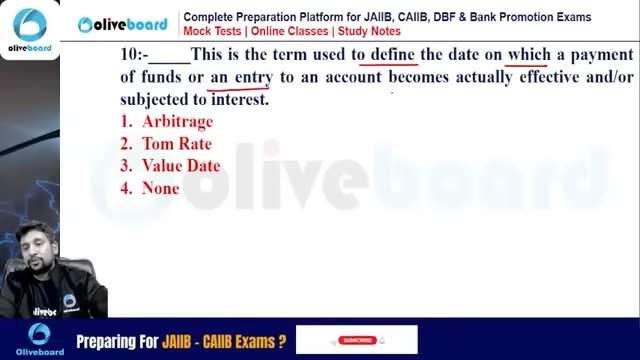 oliveboard
oliveboard
Complete Preparation Platform for JAIIB, CAIIB, DBF & Bank Promotion Exams
Mock Tests | Online Classes | Study Notes
10:-_____This is the term used to define the date on which a payment
of funds or an entry to an account becomes actually effective and/or
subjected to interest.
1. Arbitrage
2. Tom Rate
3. Value Date
4. None
oliveboard
Oliveboard
Preparing For JAIIB - CAIIB Exams ?
SUBSCRIBE